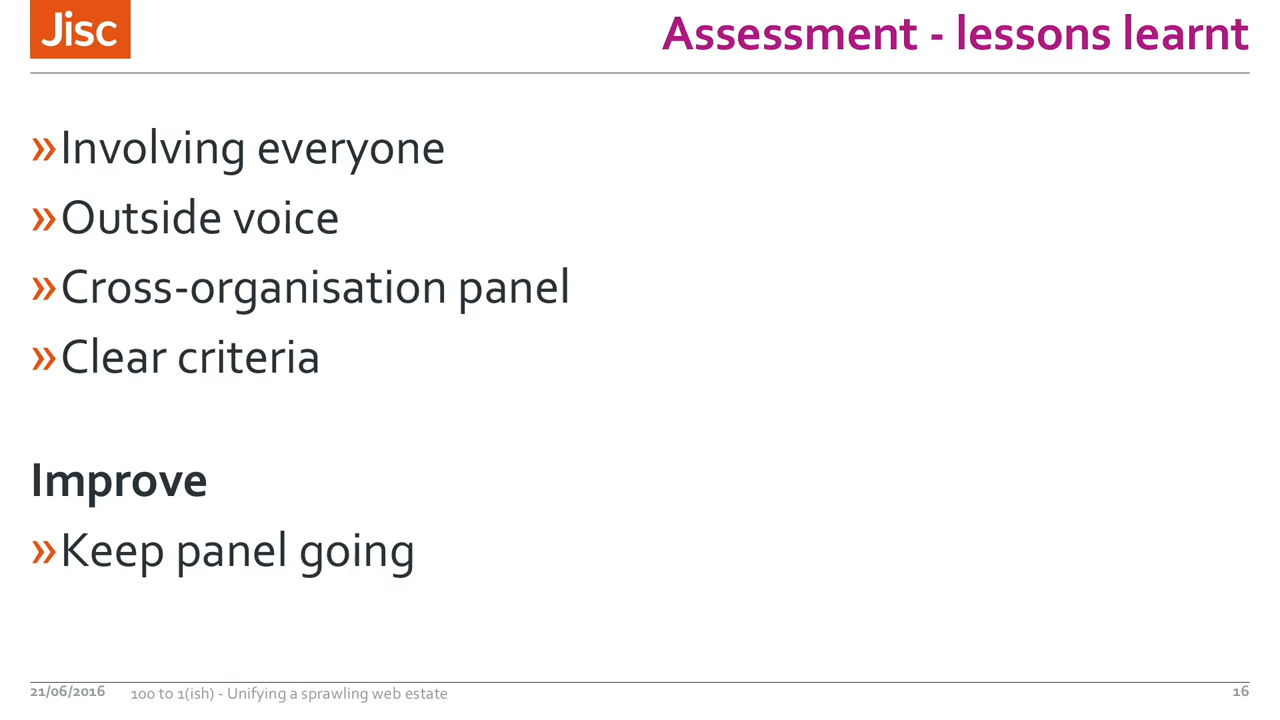 Jisc
Assessment - lessons learnt
»Involving everyone
»Outside voice
»Cross-organisation panel
»Clear criteria
Improve
»Keep panel going
21/06/2016 100 to 1(ish) - Unifying a sprawling web estate 16